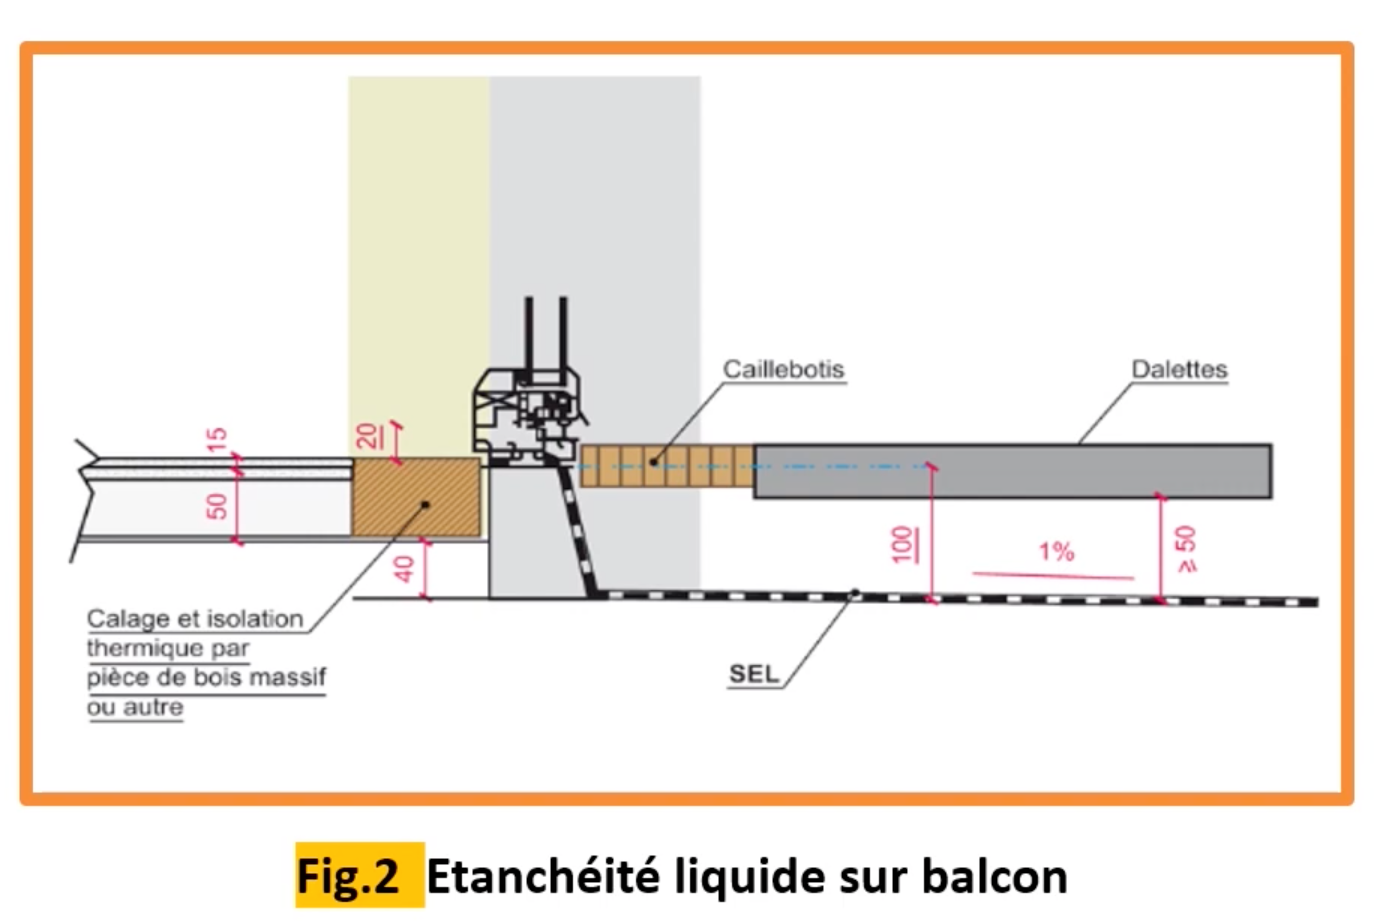 Caillebotis
Dalettes
15
20
50
40
100
1%
≥ 50
Calage et isolation
thermique par
pièce de bois massif
ou autre
SEL
Fig.2 Etanchéité liquide sur balcon